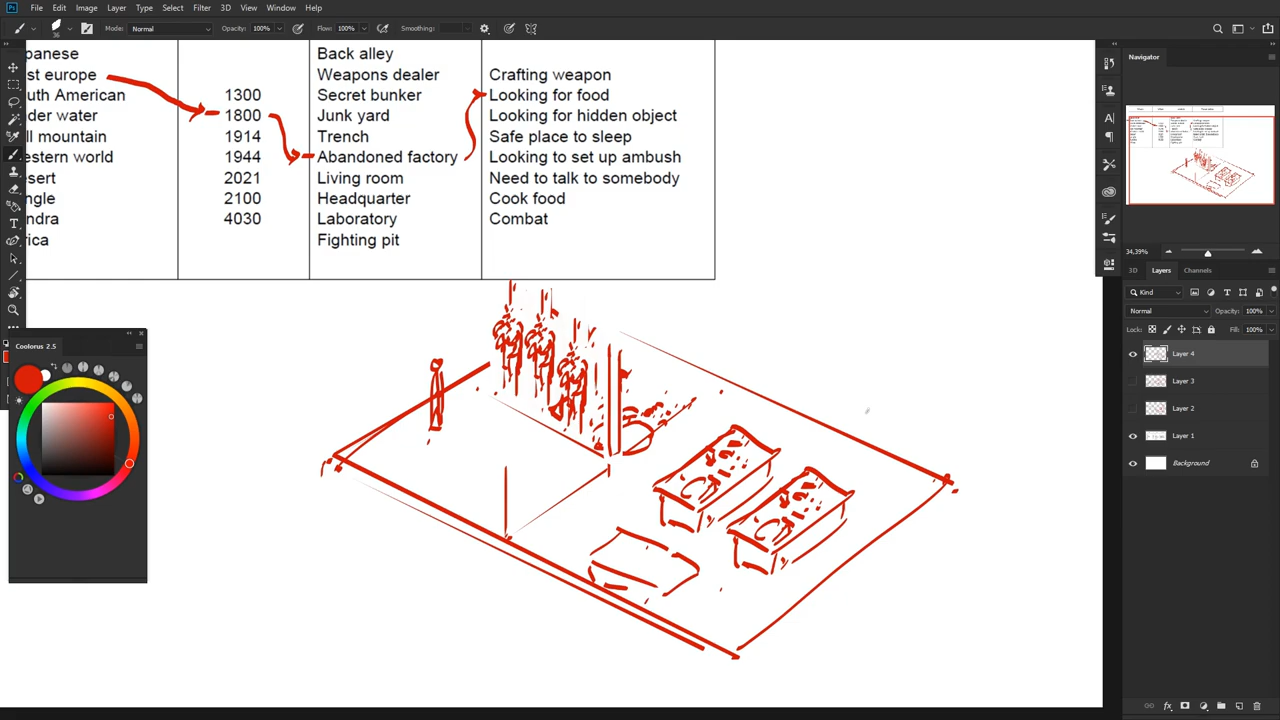 File Edit Image Layer Type Select Filter 3D View Window Help
Mode: Normal Opacity: 100% Flow: 100% Smoothing:
36
panese
st europe
uth American
der water
ll mountain
estern world
sert
ngle
ndra
ica
1300
1800
1914
1944
2021
2100
4030
Back alley
Weapons dealer
Secret bunker
Junk yard
Trench
Abandoned factory
Living room
Headquarter
Laboratory
Fighting pit
Crafting weapon
Looking for food
Looking for hidden object
Safe place to sleep
Looking to set up ambush
Need to talk to somebody
Cook food
Combat
Coolorus 2.5
Navigator
34,39%
3D Layers Channels
Kind
Normal Opacity: 100%
Lock: Fill: 100%
Layer 4
Layer 3
Layer 2
Layer 1
Background